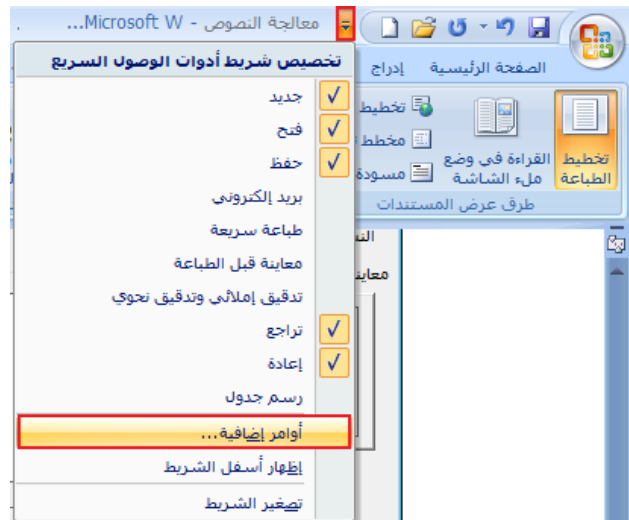 معالجة النصوص - Microsoft W...
الصفحة الرئيسية
إدراج
تخطيط الطباعة
القراءة في وضع ملء الشاشة
تخطيط
مخطط
مسودة
طرق عرض المستندات
تخصيص شريط أدوات الوصول السريع
جديد
فتح
حفظ
بريد إلكتروني
طباعة سريعة
معاينة قبل الطباعة
تدقيق إملائي وتدقيق نحوي
تراجع
إعادة
رسم جدول
أوامر إضافية...
إظهار أسفل الشريط
تصغير الشريط